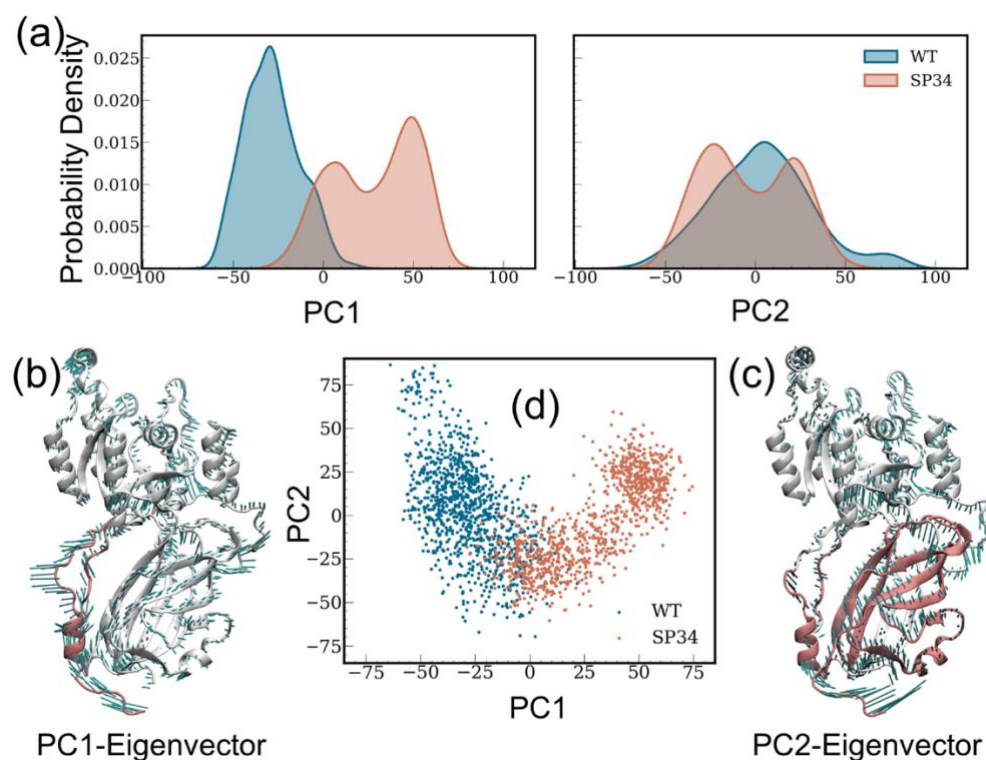 (a)
Probability Density
0.025
0.020
0.015
0.010
0.005
0.000
−100 −50 0 50 100
PC1
WT
SP34
−100 −50 0 50 100
PC2
(b)
PC1-Eigenvector
(d)
PC2
75
50
25
0
−25
−50
−75
WT
SP34
−75 −50 −25 0 25 50 75
PC1
(c)
PC2-Eigenvector